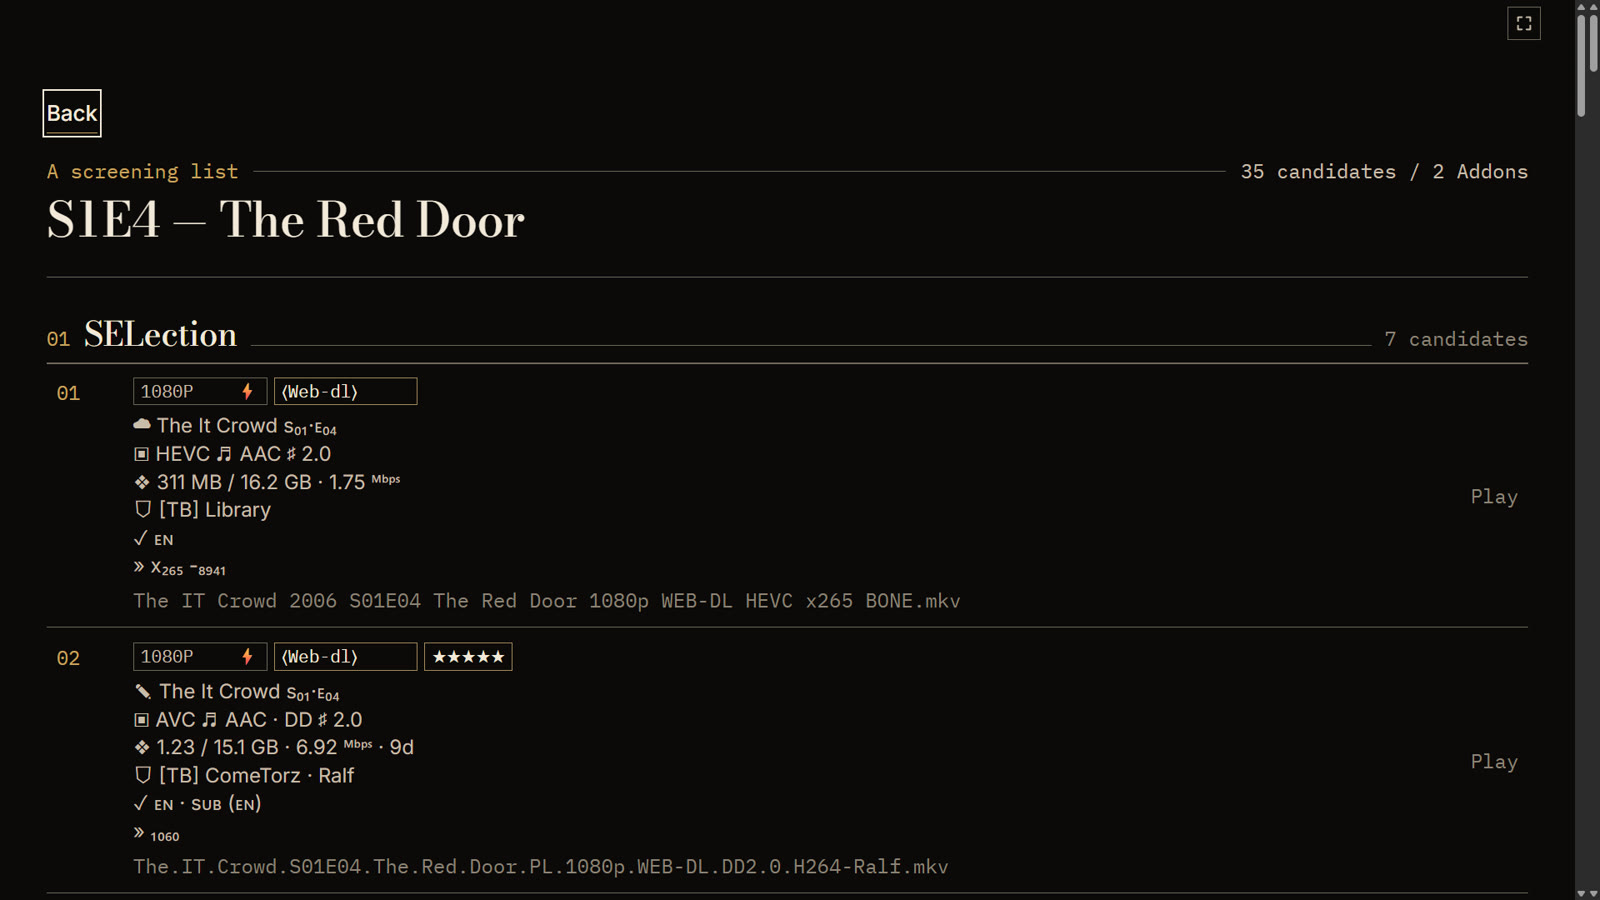 Back
A screening list
35 candidates / 2 Addons
S1E4 — The Red Door
01 SELection
7 candidates
01
1080P ⚡ ⟨Web-dl⟩
☁ The It Crowd S₀₁·E₀₄
▣ HEVC ♬ AAC ♯ 2.0
❖ 311 MB / 16.2 GB · 1.75 ᴹᵇᵖˢ
⛉ [TB] Library
✓ ᴇɴ
» x₂₆₅ -₈₉₄₁
The IT Crowd 2006 S01E04 The Red Door 1080p WEB-DL HEVC x265 BONE.mkv
Play
02
1080P ⚡ ⟨Web-dl⟩ ★★★★★
✎ The It Crowd S₀₁·E₀₄
▣ AVC ♬ AAC · DD ♯ 2.0
❖ 1.23 / 15.1 GB · 6.92 ᴹᵇᵖˢ · 9d
⛉ [TB] ComeTorz · Ralf
✓ ᴇɴ · sᴜʙ (ᴇɴ)
» ₁₀₆₀
The.IT.Crowd.S01E04.The.Red.Door.PL.1080p.WEB-DL.DD2.0.H264-Ralf.mkv
Play